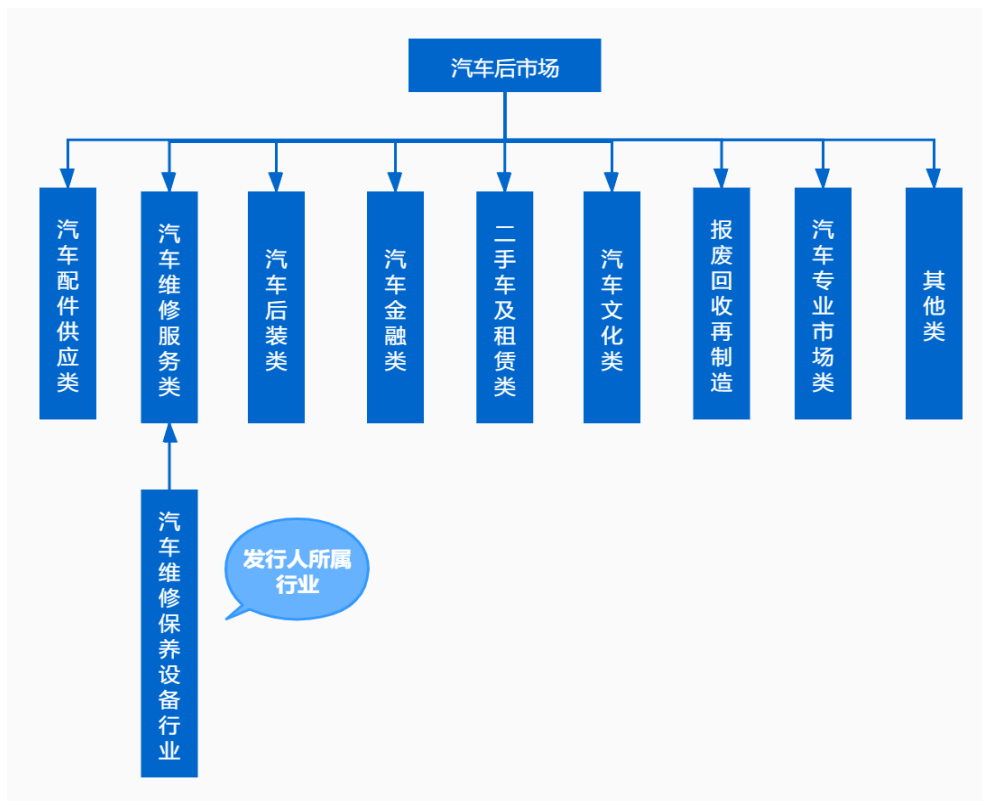 汽车后市场
汽车配件供应类
汽车维修服务类
汽车后装类
汽车金融类
二手车及租赁类
汽车文化类
报废回收再制造
汽车专业市场类
其他类
汽车维修保养设备行业
发行人所属
行业